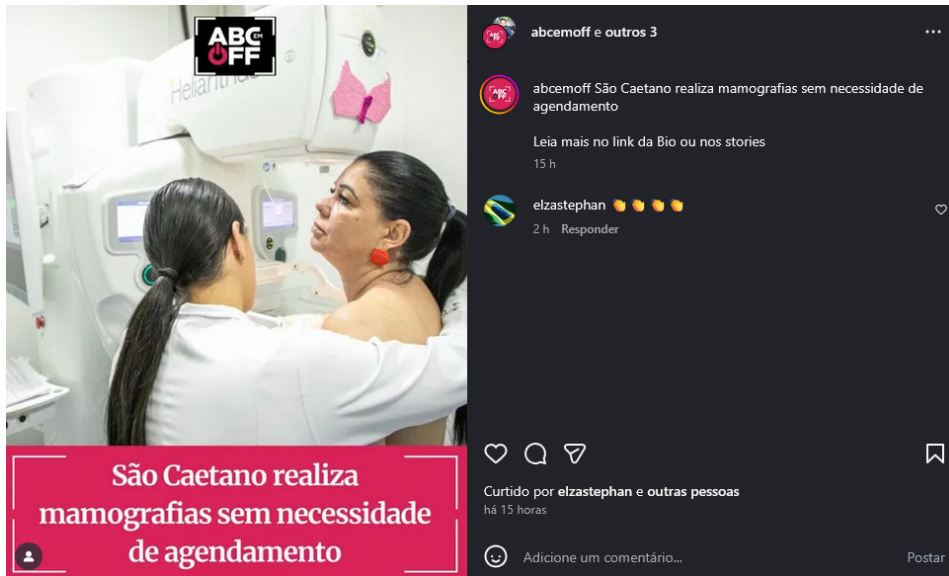 ABC
EM
OFF
Helianthus
São Caetano realiza
mamografias sem necessidade
de agendamento
abcemoff e outros 3
abcemoff São Caetano realiza mamografias sem necessidade de
agendamento
Leia mais no link da Bio ou nos stories
15 h
elzastephan 👏 👏 👏 👏
2 h Responder
Curtido por elzastephan e outras pessoas
há 15 horas
Adicione um comentário...
Postar